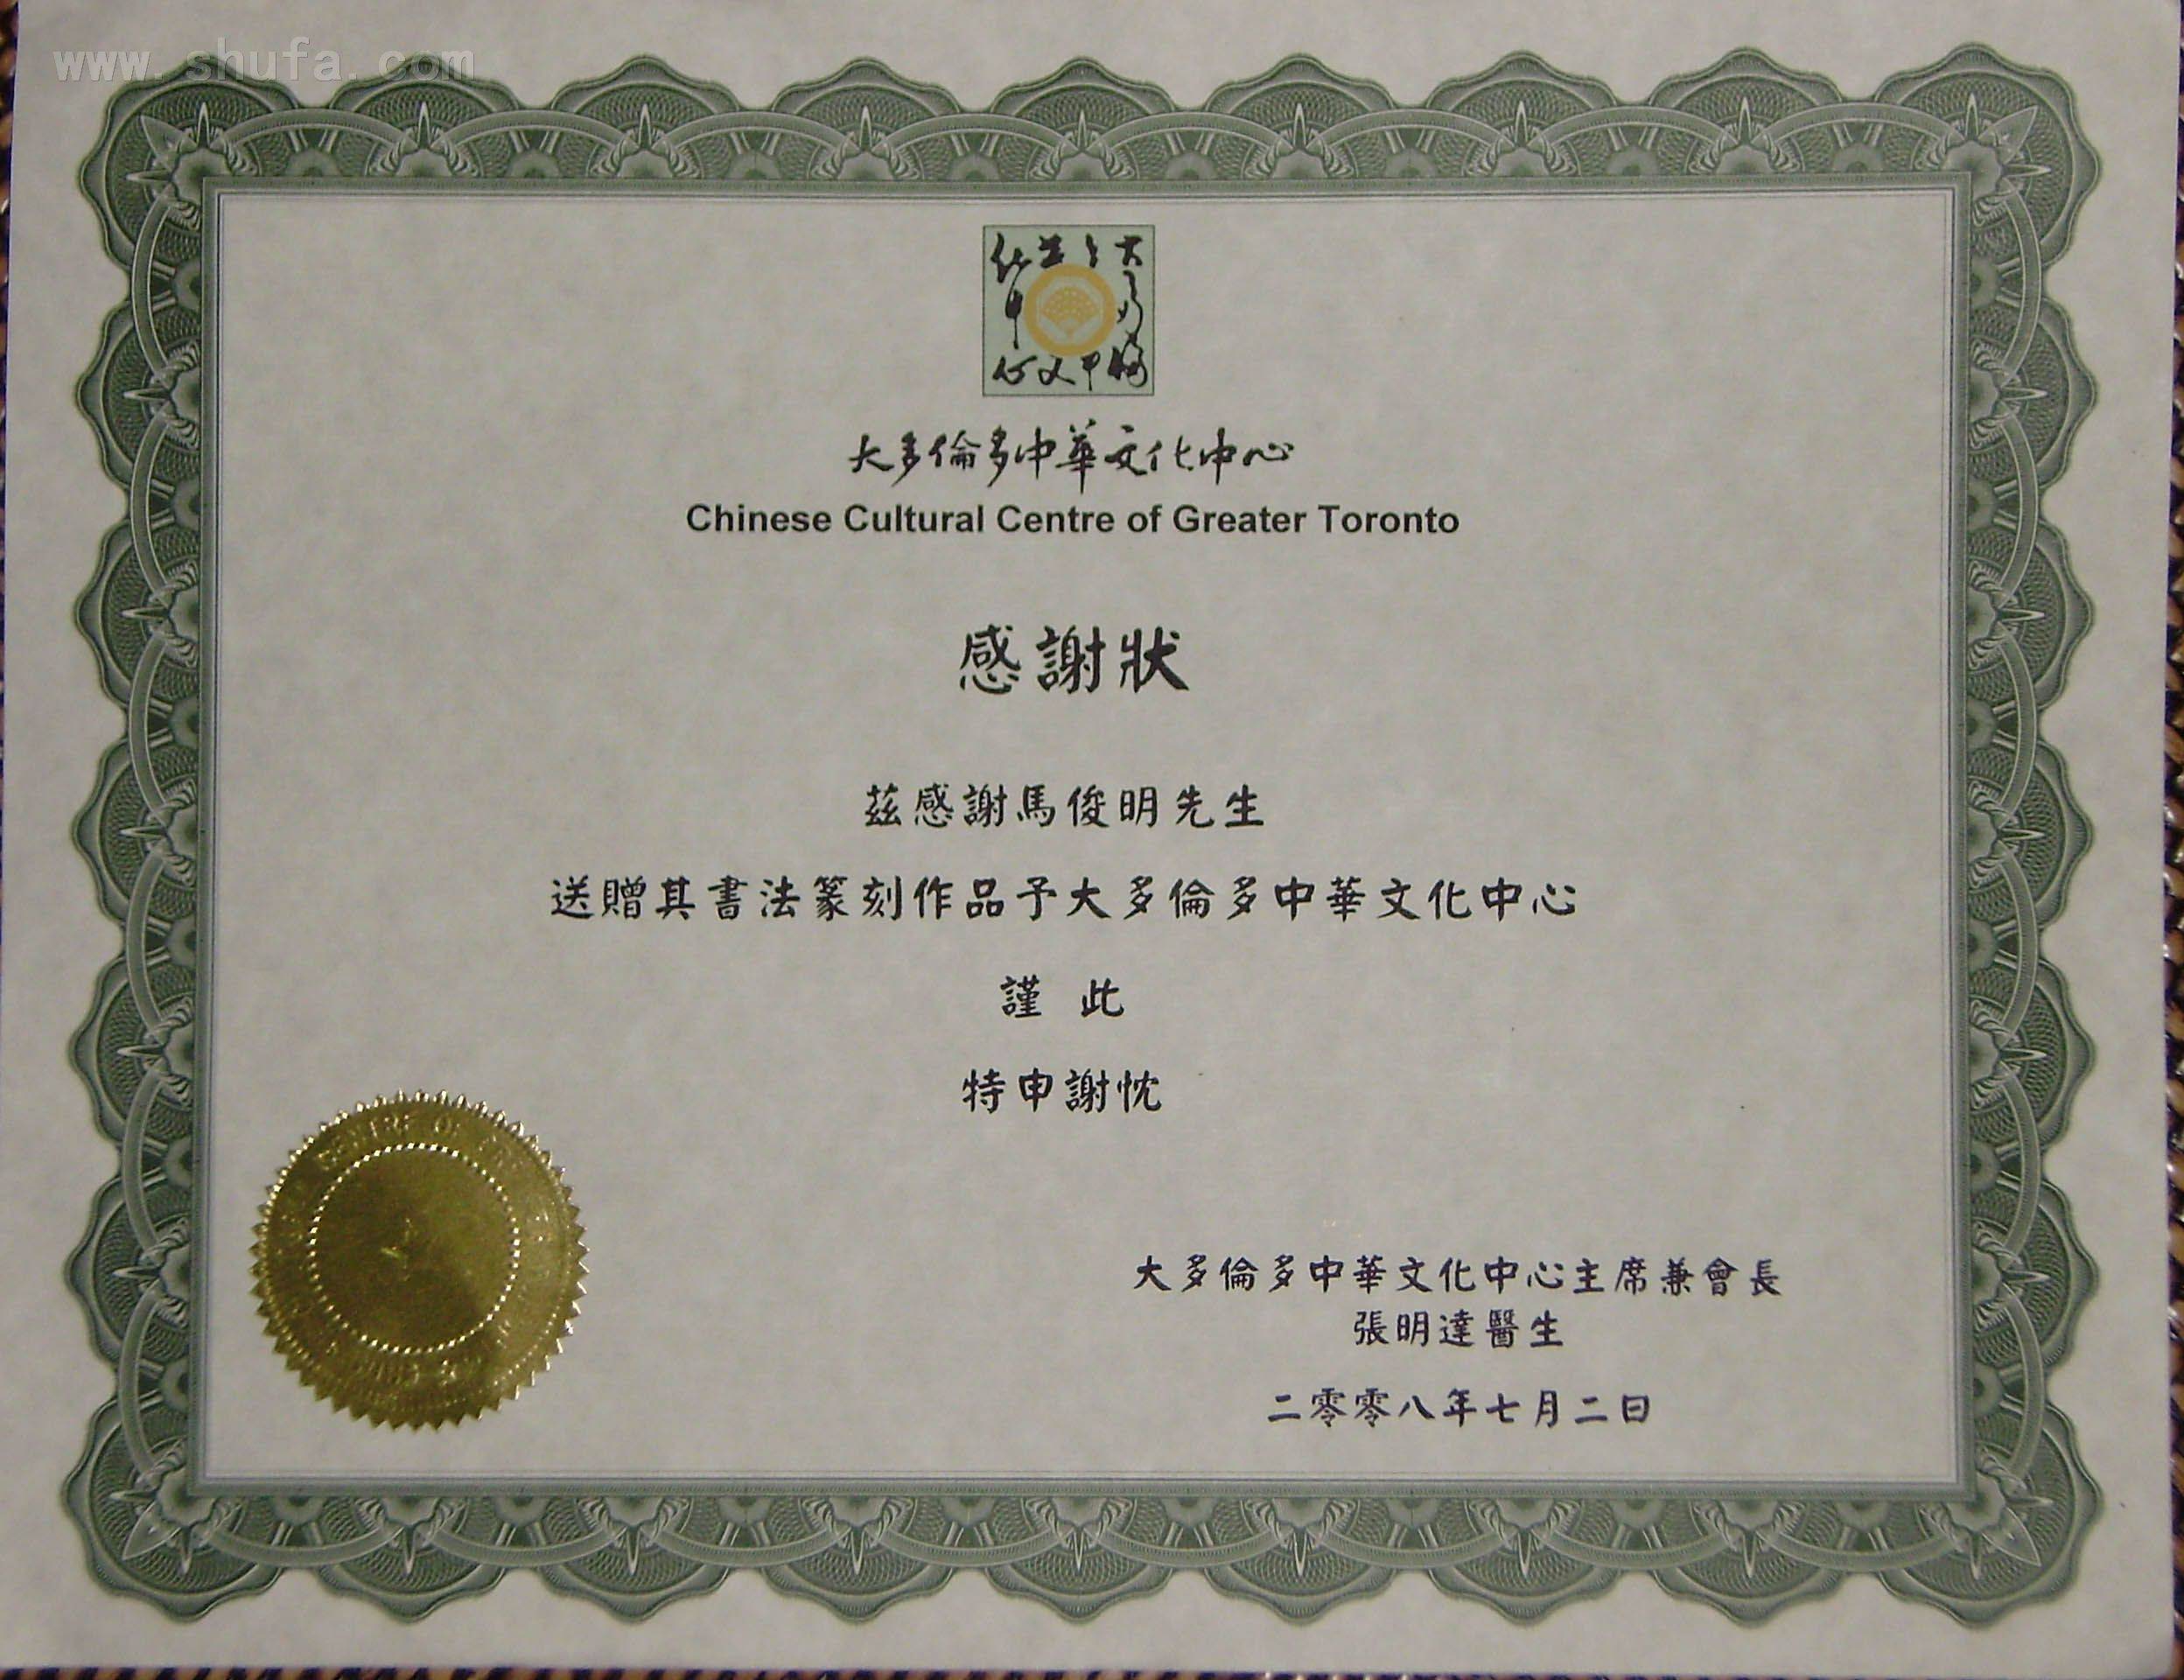 www.shufa.com
大多倫多中華文化中心
Chinese Cultural Centre of Greater Toronto
感謝狀
茲感謝馬俊明先生
送贈其書法篆刻作品予大多倫多中華文化中心
謹 此
特申謝忱
CENTRE OF
大多倫多中華文化中心主席兼會長
張明達醫生
二零零八年七月二日